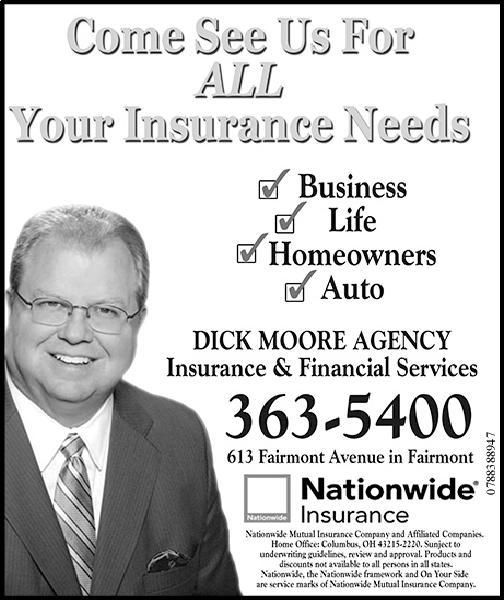 Come See Us For
ALL
Your Insurance Needs
Business
Life
Homeowners
Auto
DICK MOORE AGENCY
Insurance & Financial Services
363-5400
613 Fairmont Avenue in Fairmont
0788388947
Nationwide®
Insurance
Nationwide
Nationwide Mutual Insurance Company and Affiliated Companies.
Home Office: Columbus, OH 43215-2220. Sunject to
underwriting guidlines, review and approval. Products and
discounts not available to all persons in all states.
Nationwide, the Nationwide framework and On Your Side
are service marks of Nationwide Mutual Insurance Company.